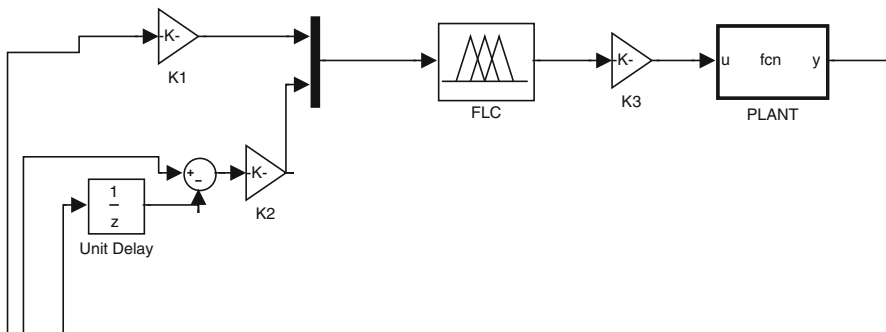 -K-
K1
FLC
-K-
K3
u fcn y
PLANT
+
-
-K-
K2
1
z
Unit Delay